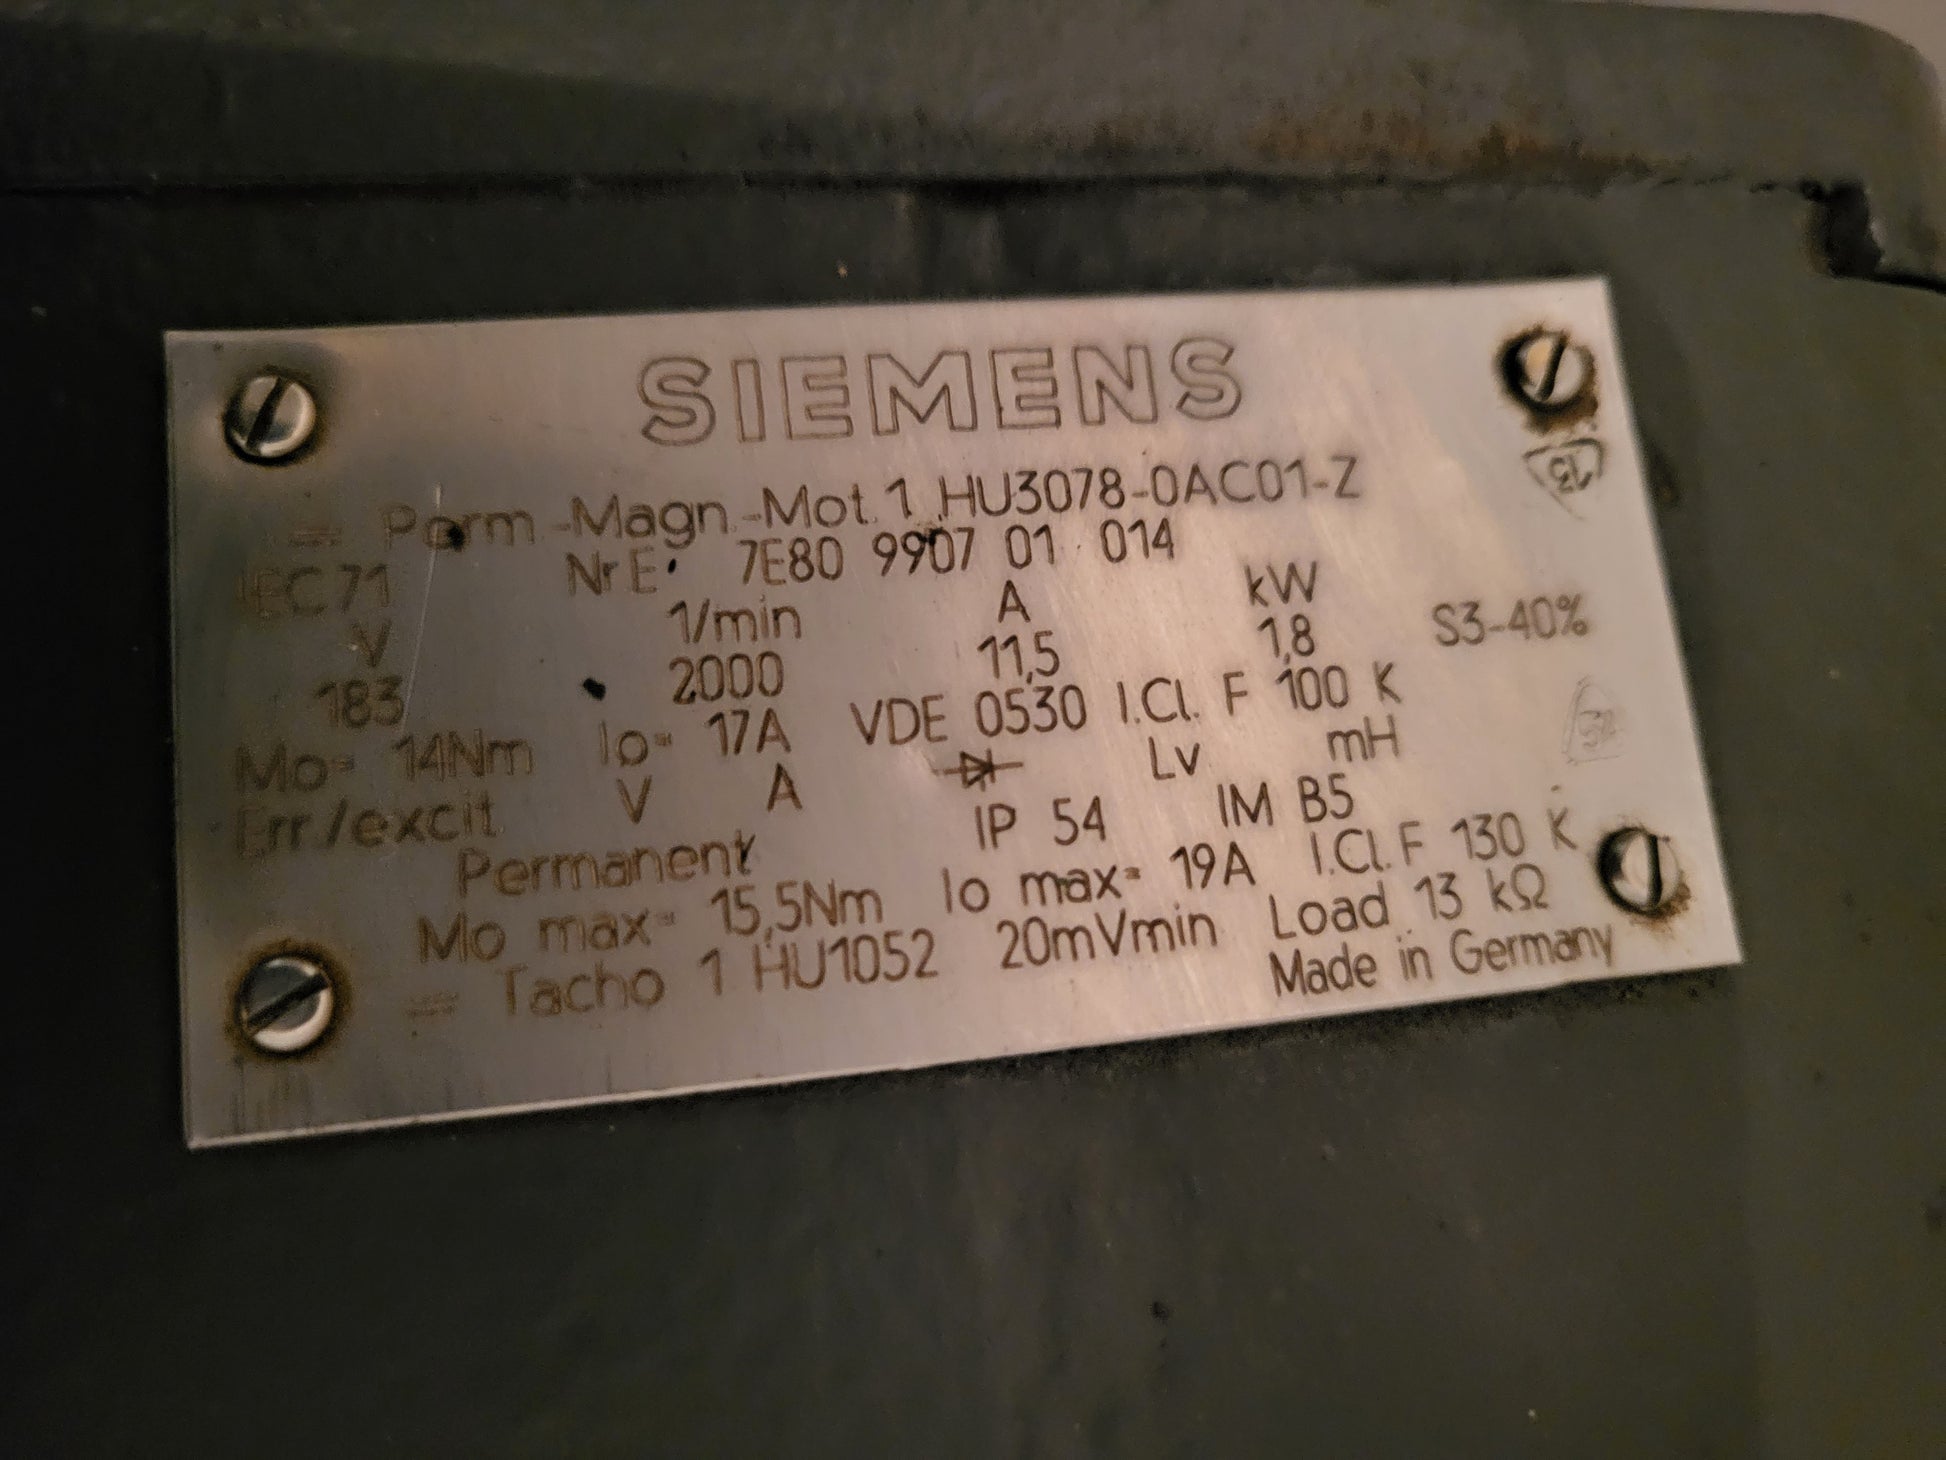 SIEMENS
= Perm.-Magn.-Mot. 1 HU3078-0AC01-Z
IEC 71 Nr E 7E80 9907 01 014
V 1/min A kW
183 2000 11,5 1,8 S3-40%
Mo= 14Nm Io= 17A VDE 0530 I.Cl. F 100 K
Err./excit. V A Lv mH
Permanent IP 54 IM B5
Mo max= 15,5Nm Io max= 19A I.Cl. F 130 K
= Tacho 1 HU1052 20mVmin Load 13 kΩ
Made in Germany